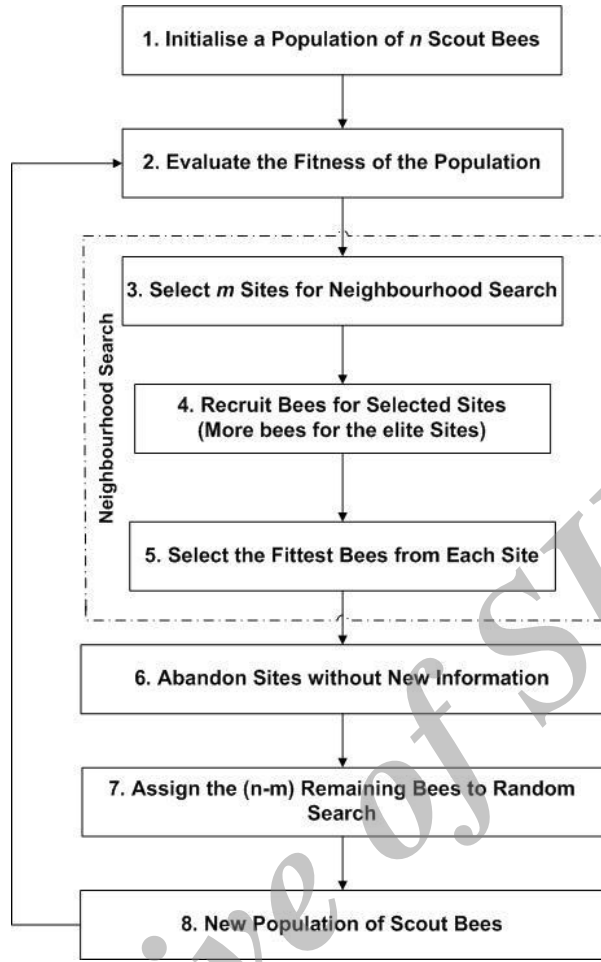 1. Initialise a Population of n Scout Bees
2. Evaluate the Fitness of the Population
Neighbourhood Search
3. Select m Sites for Neighbourhood Search
4. Recruit Bees for Selected Sites
(More bees for the elite Sites)
5. Select the Fittest Bees from Each Site
6. Abandon Sites without New Information
7. Assign the (n-m) Remaining Bees to Random
Search
8. New Population of Scout Bees
ive of SI